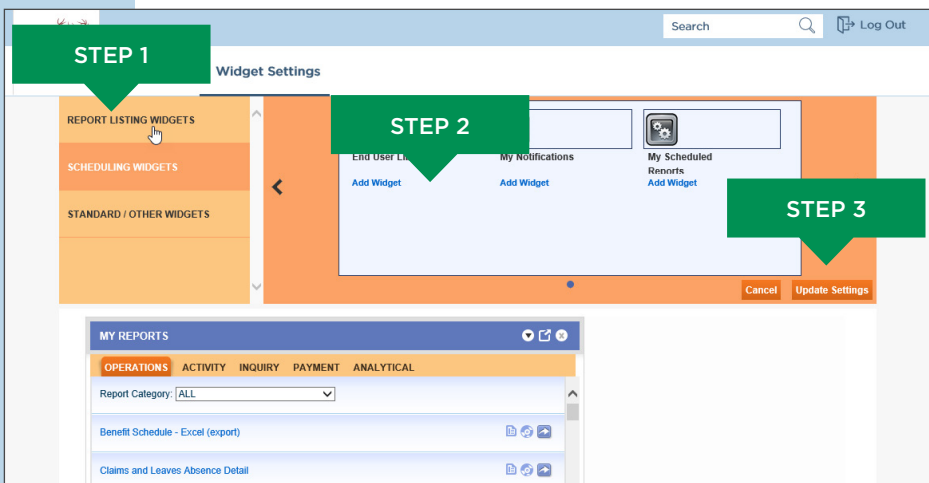 Search
Log Out
STEP 1
Widget Settings
REPORT LISTING WIDGETS
SCHEDULING WIDGETS
STANDARD / OTHER WIDGETS
STEP 2
End User
My Notifications
My Scheduled
Reports
Add Widget
Add Widget
Add Widget
STEP 3
Cancel
Update Settings
MY REPORTS
OPERATIONS ACTIVITY INQUIRY PAYMENT ANALYTICAL
Report Category: ALL
Benefit Schedule - Excel (export)
Claims and Leaves Absence Detail